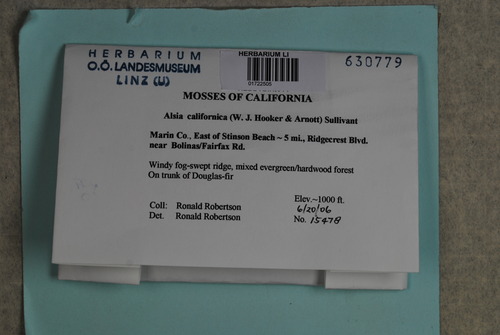 HERBARIUM
O.Ö. LANDESMUSEUM
LINZ (U)
HERBARIUM LI
01722505
630779
MOSSES OF CALIFORNIA
Alsia californica (W. J. Hooker & Arnott) Sullivant
Marin Co., East of Stinson Beach ~ 5 mi., Ridgecrest Blvd.
near Bolinas/Fairfax Rd.
Windy fog-swept ridge, mixed evergreen/hardwood forest
On trunk of Douglas-fir
Elev.~1000 ft.
Coll: Ronald Robertson 6/20/06
Det. Ronald Robertson No. 15478